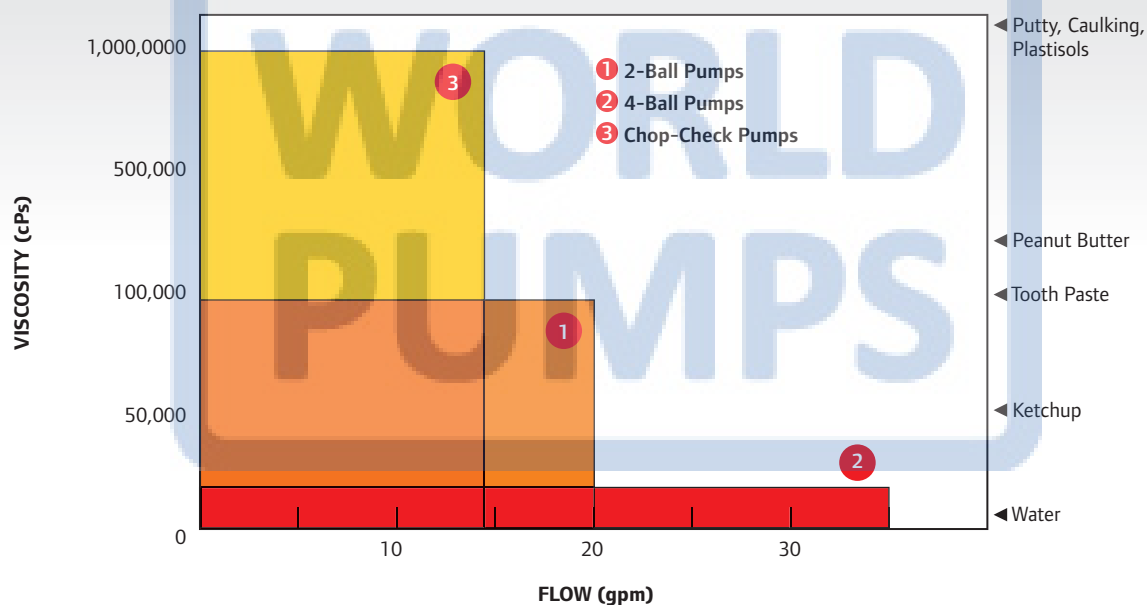 WORLD
PUMPS
VISCOSITY (cPs)
1,000,0000
500,000
100,000
50,000
0
3
1
2
1 2-Ball Pumps
2 4-Ball Pumps
3 Chop-Check Pumps
Putty, Caulking,
Plastisols
Peanut Butter
Tooth Paste
Ketchup
Water
10
20
30
FLOW (gpm)